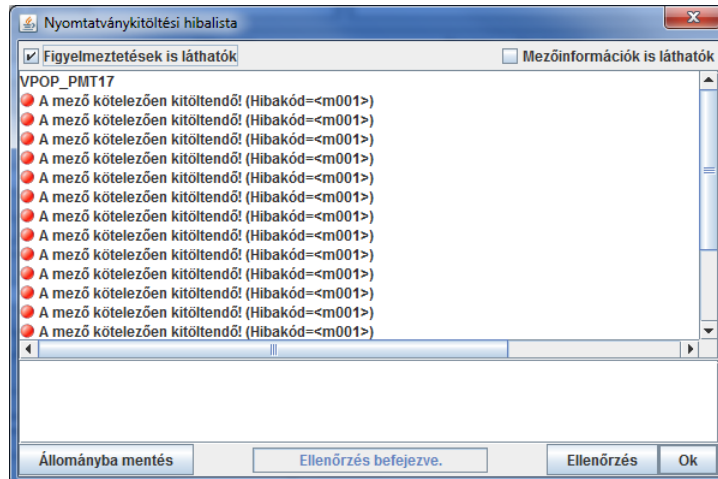 Nyomtatványkitöltési hibalista
Figyelmeztetések is láthatók Mezőinformációk is láthatók
VPOP_PMT17
A mező kötelezően kitöltendő! (Hibakód=<m001>)
A mező kötelezően kitöltendő! (Hibakód=<m001>)
A mező kötelezően kitöltendő! (Hibakód=<m001>)
A mező kötelezően kitöltendő! (Hibakód=<m001>)
A mező kötelezően kitöltendő! (Hibakód=<m001>)
A mező kötelezően kitöltendő! (Hibakód=<m001>)
A mező kötelezően kitöltendő! (Hibakód=<m001>)
A mező kötelezően kitöltendő! (Hibakód=<m001>)
A mező kötelezően kitöltendő! (Hibakód=<m001>)
A mező kötelezően kitöltendő! (Hibakód=<m001>)
A mező kötelezően kitöltendő! (Hibakód=<m001>)
A mező kötelezően kitöltendő! (Hibakód=<m001>)
A mező kötelezően kitöltendő! (Hibakód=<m001>)
Állományba mentés Ellenőrzés befejezve. Ellenőrzés Ok